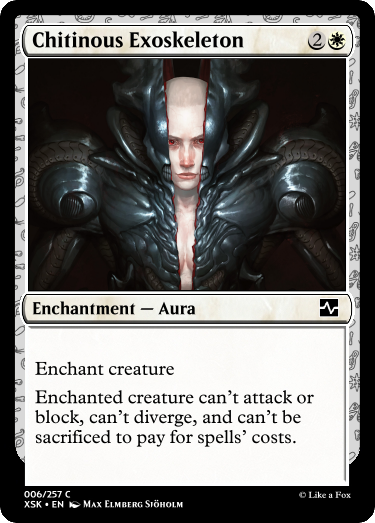 Chitinous Exoskeleton 2
Enchantment — Aura
Enchant creature
Enchanted creature can't attack or
block, can't diverge, and can't be
sacrificed to pay for spells' costs.
006/257 C
XSK • EN Max Elmberg Sjöholm
© Like a Fox